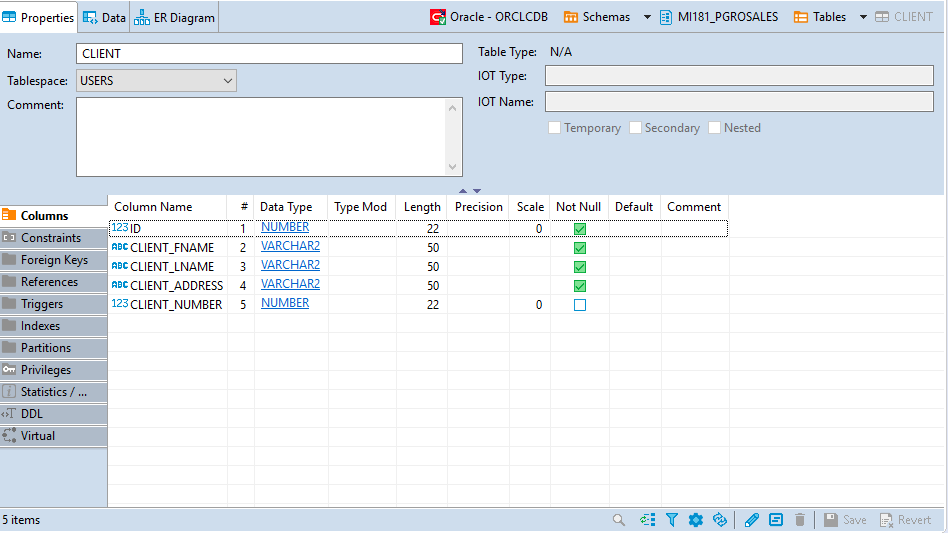 Properties Data ER Diagram Oracle - ORCLCDB Schemas MI181_PGROSALES Tables CLIENT
Name: CLIENT Table Type: N/A
Tablespace: USERS IOT Type:
Comment: IOT Name:
Temporary Secondary Nested
Column Name # Data Type Type Mod Length Precision Scale Not Null Default Comment
Columns 123 ID 1 NUMBER 22 0
Constraints ABC CLIENT_FNAME 2 VARCHAR2 50
Foreign Keys ABC CLIENT_LNAME 3 VARCHAR2 50
References ABC CLIENT_ADDRESS 4 VARCHAR2 50
Triggers 123 CLIENT_NUMBER 5 NUMBER 22 0
Indexes
Partitions
Privileges
Statistics / ...
DDL
Virtual
5 items Save Revert